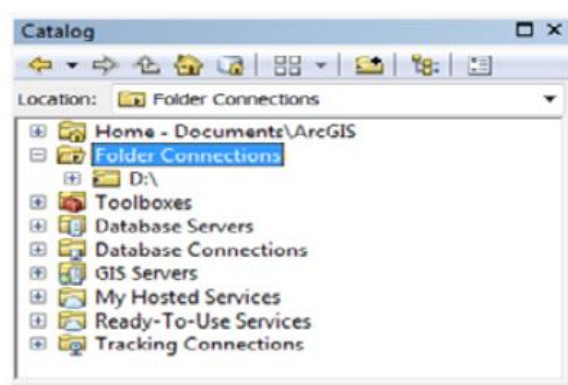 Catalog
Location: Folder Connections
Home - Documents\ArcGIS
Folder Connections
D:\
Toolboxes
Database Servers
Database Connections
GIS Servers
My Hosted Services
Ready-To-Use Services
Tracking Connections